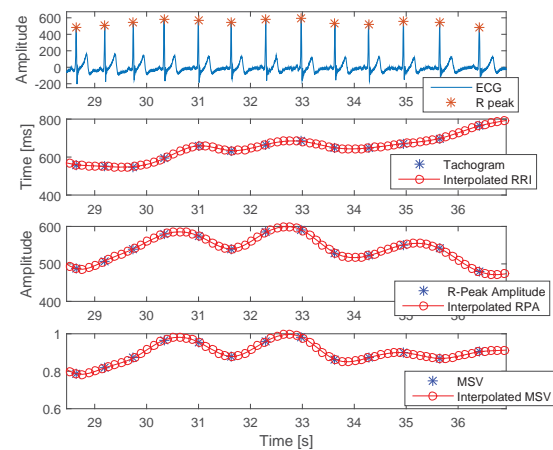 600
400
200
0
-200
Amplitude
29 30 31 32 33 34 35 36
ECG
R peak
800
600
400
Time [ms]
29 30 31 32 33 34 35 36
Tachogram
Interpolated RRI
600
500
400
Amplitude
29 30 31 32 33 34 35 36
R-Peak Amplitude
Interpolated RPA
1
0.8
0.6
29 30 31 32 33 34 35 36
MSV
Interpolated MSV
Time [s]